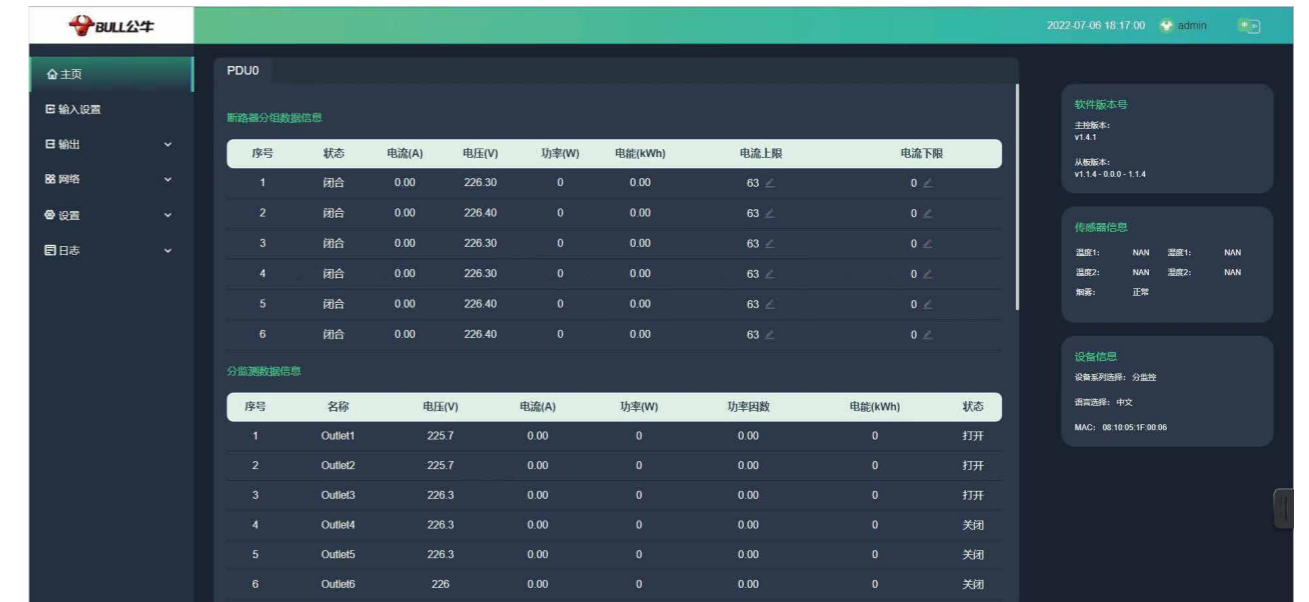 BULL公牛
2022-07-06 18:17:00 admin
主页
输入设置
输出
网络
设置
日志
PDU0
断路器分组数据信息
序号 状态 电流(A) 电压(V) 功率(W) 电能(kWh) 电流上限 电流下限
1 闭合 0.00 226.30 0 0.00 63 0
2 闭合 0.00 226.40 0 0.00 63 0
3 闭合 0.00 226.30 0 0.00 63 0
4 闭合 0.00 226.30 0 0.00 63 0
5 闭合 0.00 226.40 0 0.00 63 0
6 闭合 0.00 226.40 0 0.00 63 0
分监测数据信息
序号 名称 电压(V) 电流(A) 功率(W) 功率因数 电能(kWh) 状态
1 Outlet1 225.7 0.00 0 0.00 0 打开
2 Outlet2 225.7 0.00 0 0.00 0 打开
3 Outlet3 226.3 0.00 0 0.00 0 打开
4 Outlet4 226.3 0.00 0 0.00 0 关闭
5 Outlet5 226.3 0.00 0 0.00 0 关闭
6 Outlet6 226 0.00 0 0.00 0 关闭
软件版本号
主控版本：
v1.4.1
从板版本：
v1.1.4 - 0.0.0 - 1.1.4
传感器信息
温度1: NAN 湿度1: NAN
温度2: NAN 湿度2: NAN
烟雾: 正常
设备信息
设备系列选择：分监控
语言选择：中文
MAC: 08:10:05:1F:00:06